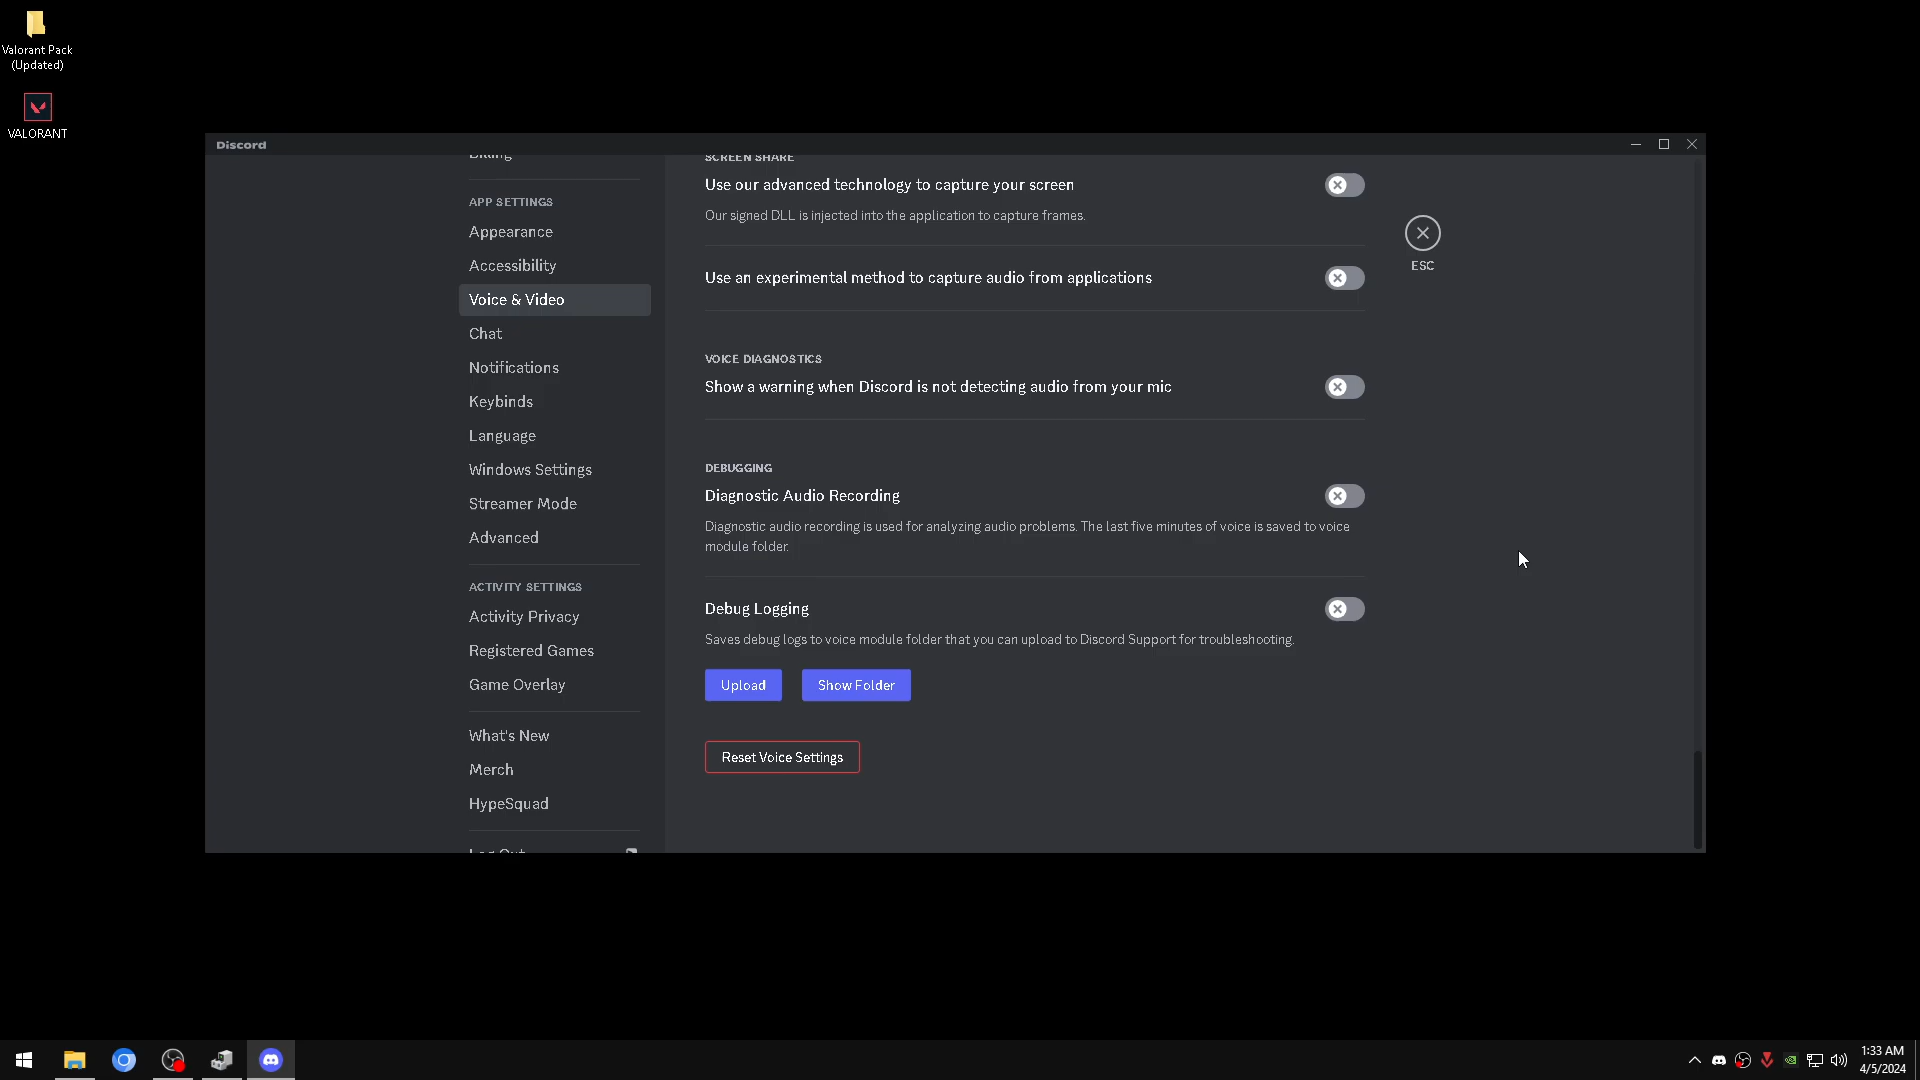 Valorant Pack
(Updated)
VALORANT
Discord
Billing
APP SETTINGS
Appearance
Accessibility
Voice & Video
Chat
Notifications
Keybinds
Language
Windows Settings
Streamer Mode
Advanced
ACTIVITY SETTINGS
Activity Privacy
Registered Games
Game Overlay
What's New
Merch
HypeSquad
Log Out
SCREEN SHARE
Use our advanced technology to capture your screen
Our signed DLL is injected into the application to capture frames.
Use an experimental method to capture audio from applications
VOICE DIAGNOSTICS
Show a warning when Discord is not detecting audio from your mic
DEBUGGING
Diagnostic Audio Recording
Diagnostic audio recording is used for analyzing audio problems. The last five minutes of voice is saved to voice
module folder.
Debug Logging
Saves debug logs to voice module folder that you can upload to Discord Support for troubleshooting.
Upload
Show Folder
Reset Voice Settings
ESC
1:33 AM
4/5/2024